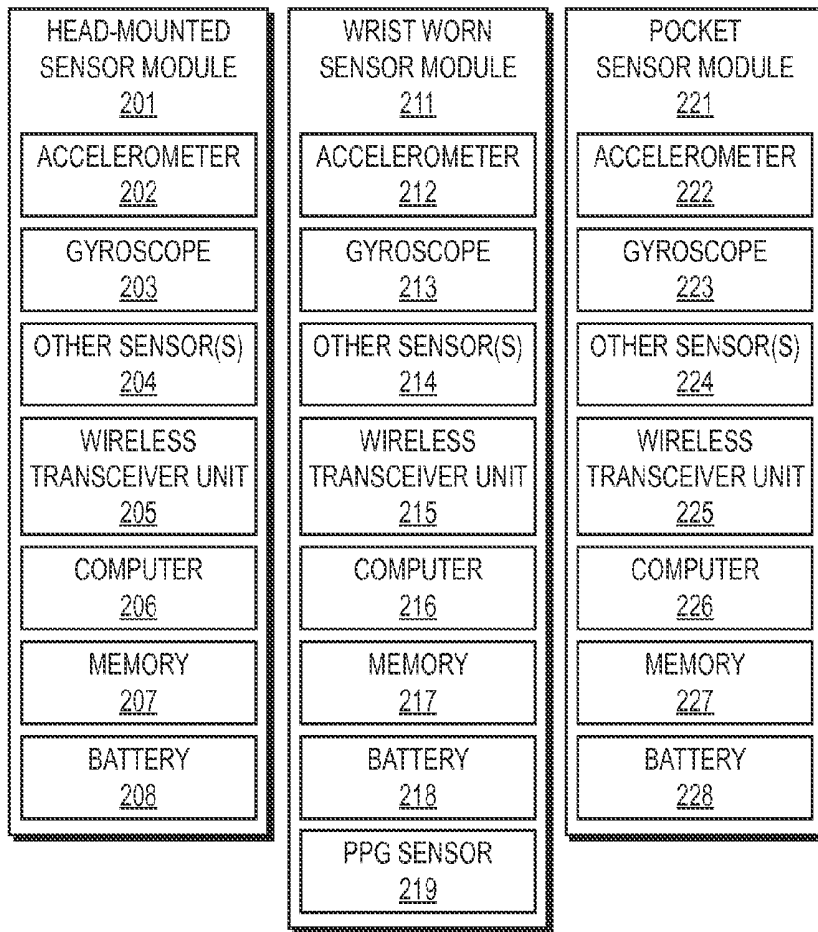 HEAD-MOUNTED
SENSOR MODULE
201
ACCELEROMETER
202
GYROSCOPE
203
OTHER SENSOR(S)
204
WIRELESS
TRANSCEIVER UNIT
205
COMPUTER
206
MEMORY
207
BATTERY
208
WRIST WORN
SENSOR MODULE
211
ACCELEROMETER
212
GYROSCOPE
213
OTHER SENSOR(S)
214
WIRELESS
TRANSCEIVER UNIT
215
COMPUTER
216
MEMORY
217
BATTERY
218
PPG SENSOR
219
POCKET
SENSOR MODULE
221
ACCELEROMETER
222
GYROSCOPE
223
OTHER SENSOR(S)
224
WIRELESS
TRANSCEIVER UNIT
225
COMPUTER
226
MEMORY
227
BATTERY
228